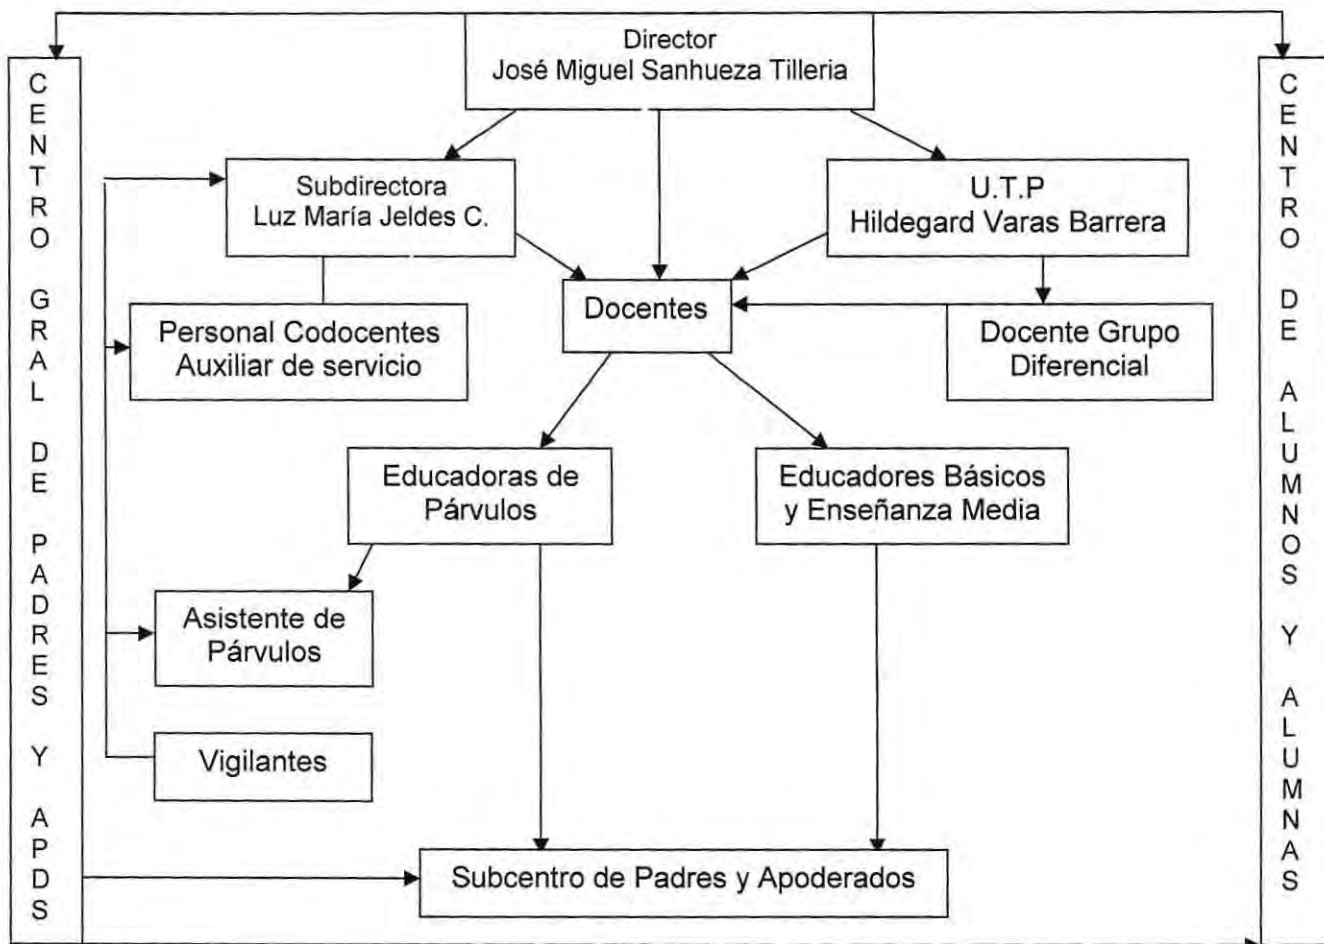 Director
José Miguel Sanhueza Tilleria
CENTRO GRAL DE PADRES Y APDS
CENTRO DE ALUMNOS Y ALUMNAS
Subdirectora
Luz María Jeldes C.
U.T.P
Hildegard Varas Barrera
Docentes
Personal Codocentes
Auxiliar de servicio
Docente Grupo
Diferencial
Educadoras de
Párvulos
Educadores Básicos
y Enseñanza Media
Asistente de
Párvulos
Vigilantes
Subcentro de Padres y Apoderados